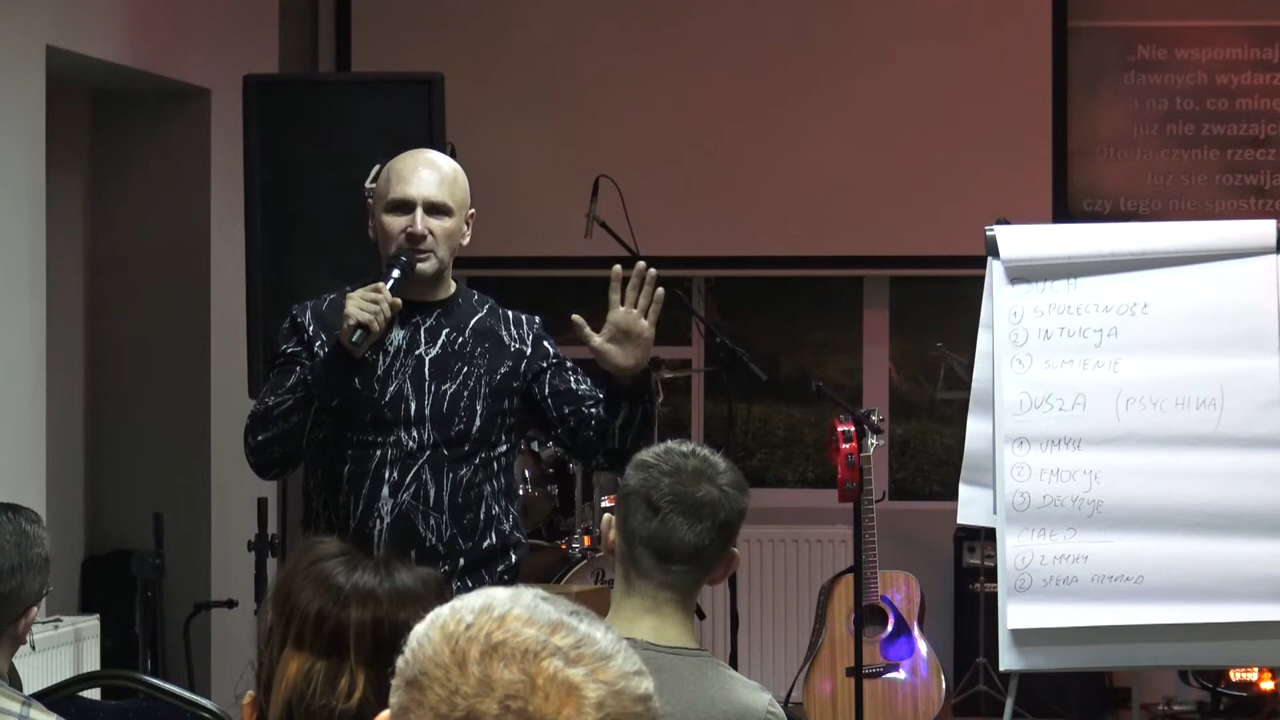 „Nie wspominaj
dawnych wydarz
a na to, co minę
już nie zważajc
Oto Ja czynię rzecz
Już się rozwija
czy tego nie spostrze
DUCH
① SPOŁECZNOŚĆ
② INTUICJA
③ SUMIENIE
DUSZA (PSYCHIKA)
① UMYSŁ
② EMOCJE
③ DECYZJE
CIAŁO
① ZMYSŁY
② SFERA FIZYCZNA